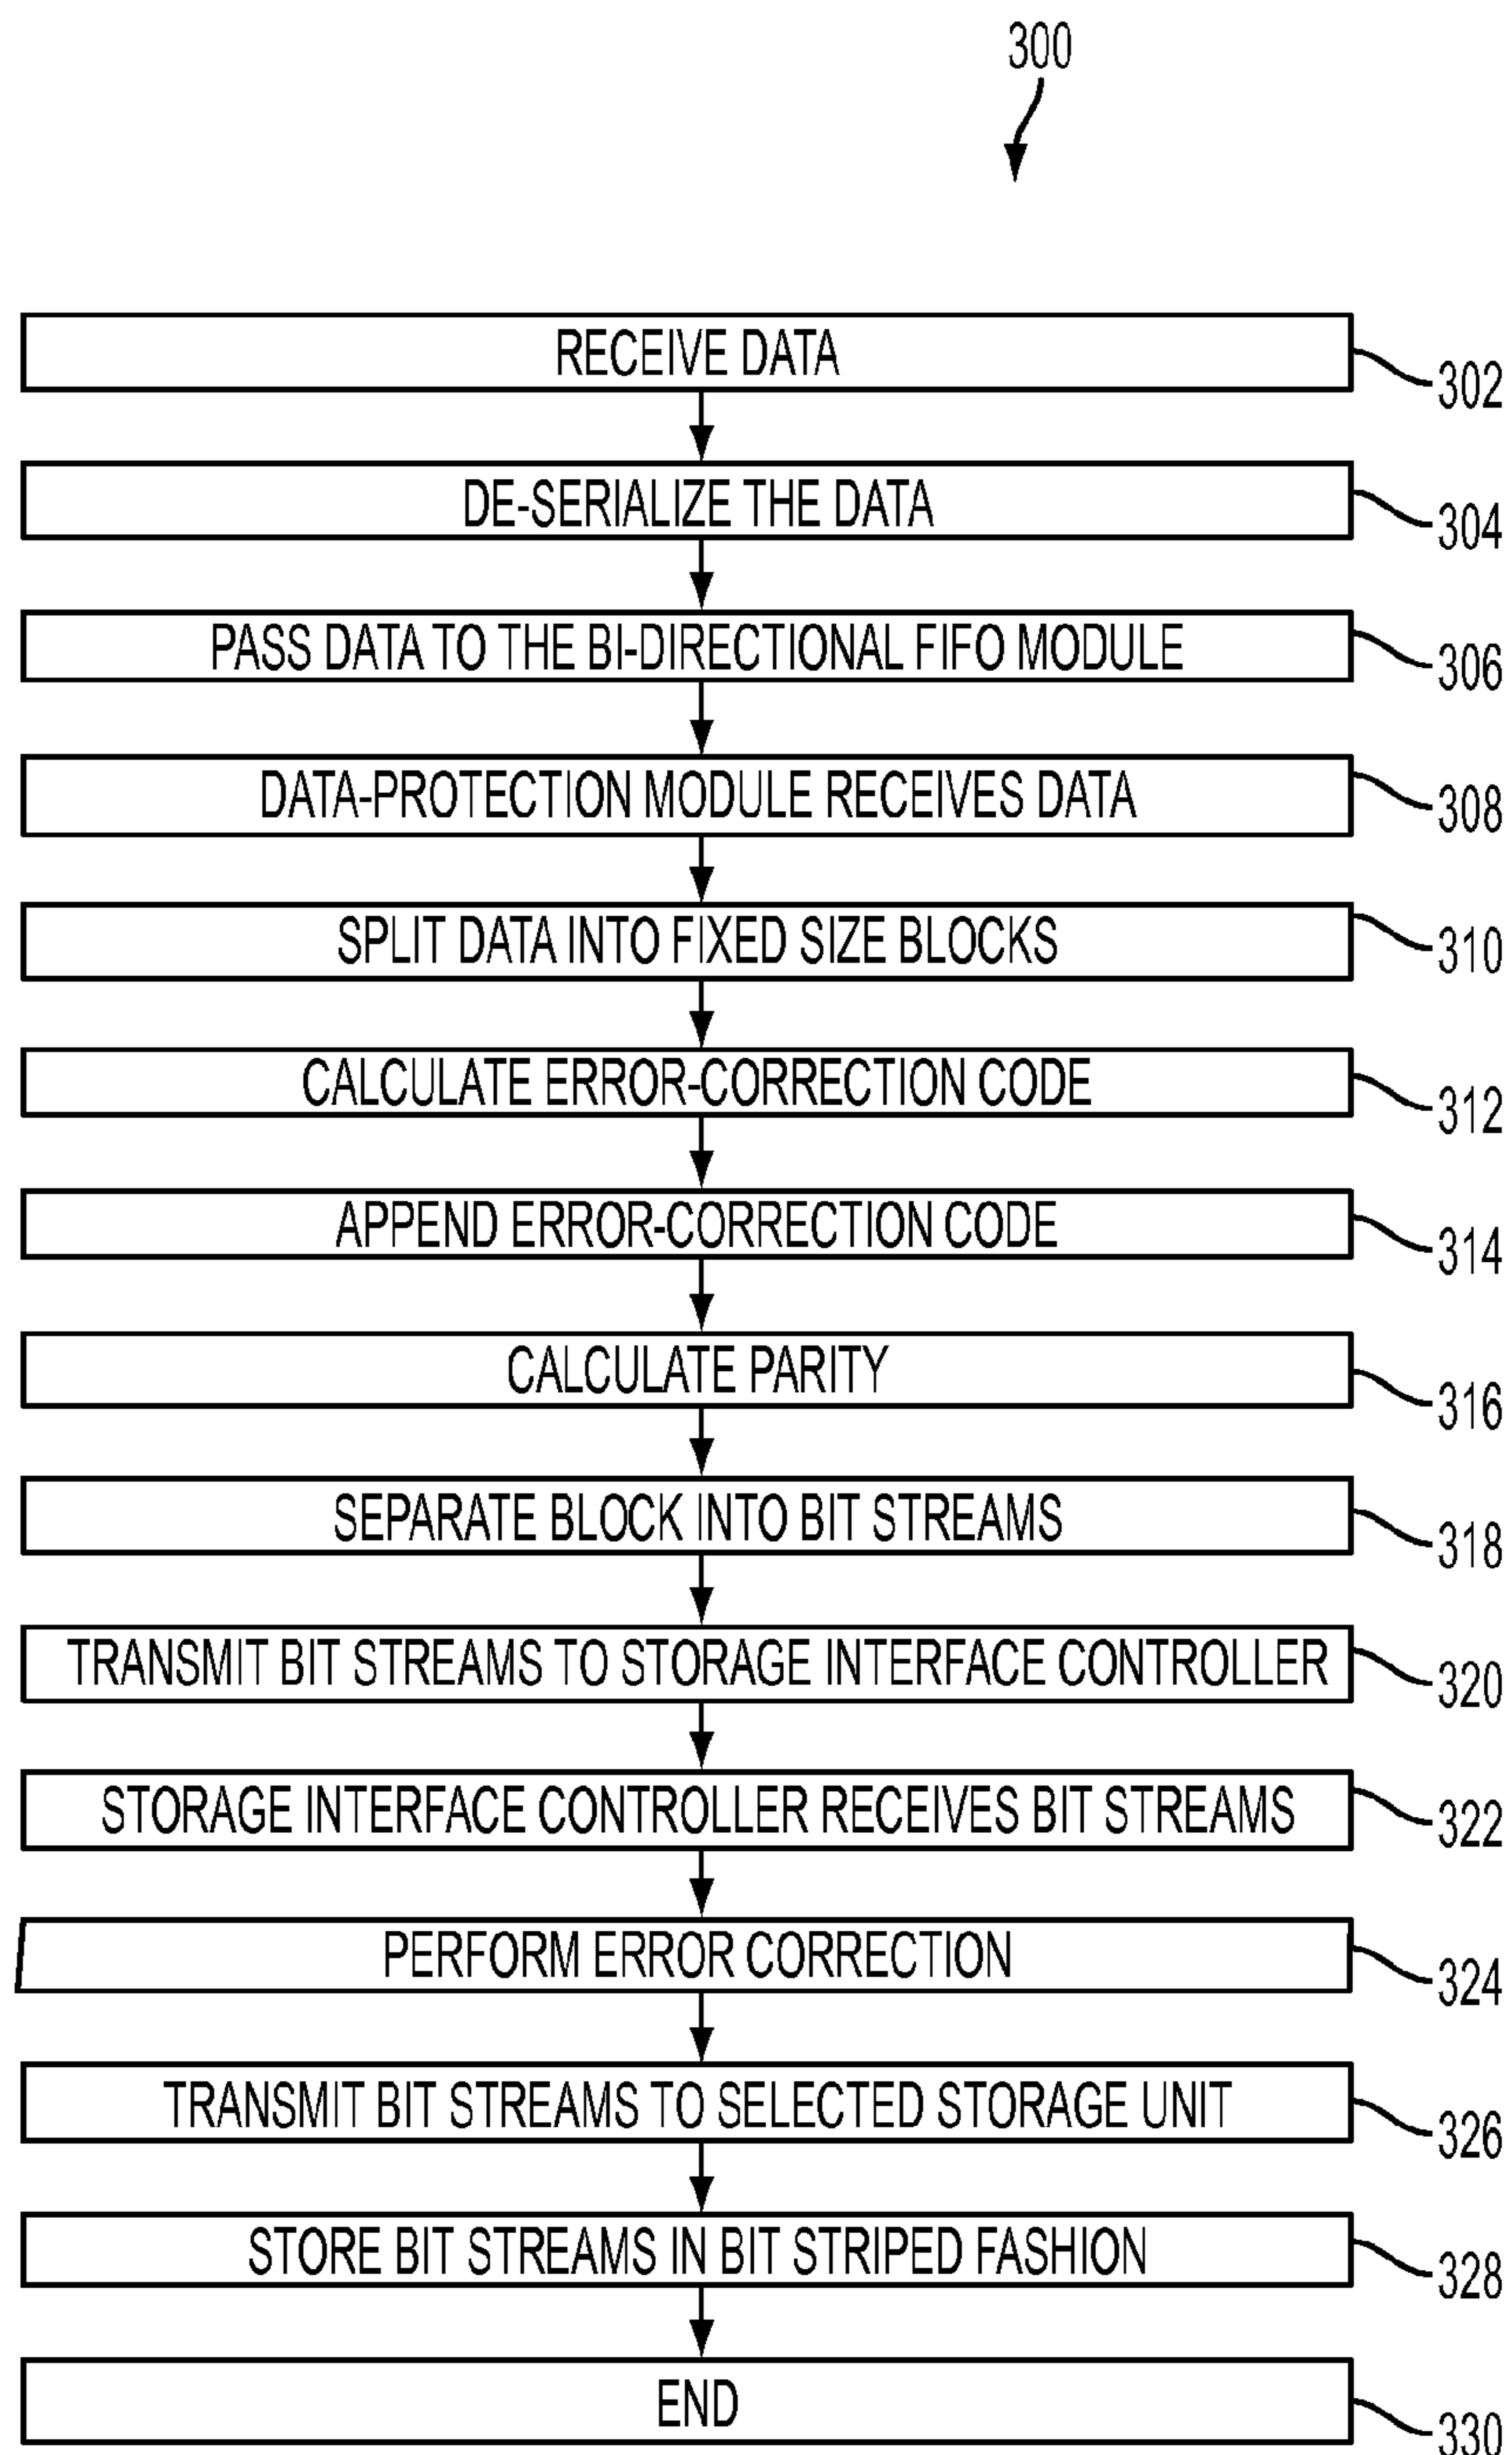 300
RECEIVE DATA
302
DE-SERIALIZE THE DATA
304
PASS DATA TO THE BI-DIRECTIONAL FIFO MODULE
306
DATA-PROTECTION MODULE RECEIVES DATA
308
SPLIT DATA INTO FIXED SIZE BLOCKS
310
CALCULATE ERROR-CORRECTION CODE
312
APPEND ERROR-CORRECTION CODE
314
CALCULATE PARITY
316
SEPARATE BLOCK INTO BIT STREAMS
318
TRANSMIT BIT STREAMS TO STORAGE INTERFACE CONTROLLER
320
STORAGE INTERFACE CONTROLLER RECEIVES BIT STREAMS
322
PERFORM ERROR CORRECTION
324
TRANSMIT BIT STREAMS TO SELECTED STORAGE UNIT
326
STORE BIT STREAMS IN BIT STRIPED FASHION
328
END
330